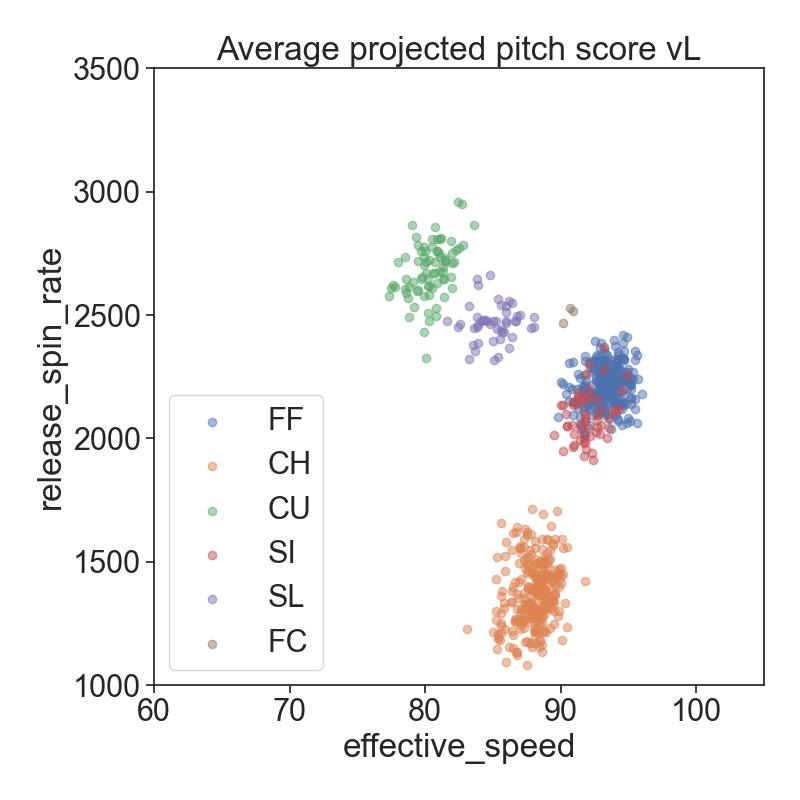 Average projected pitch score vL
3500
3000
2500
2000
1500
1000
release_spin_rate
FF
CH
CU
SI
SL
FC
60 70 80 90 100
effective_speed